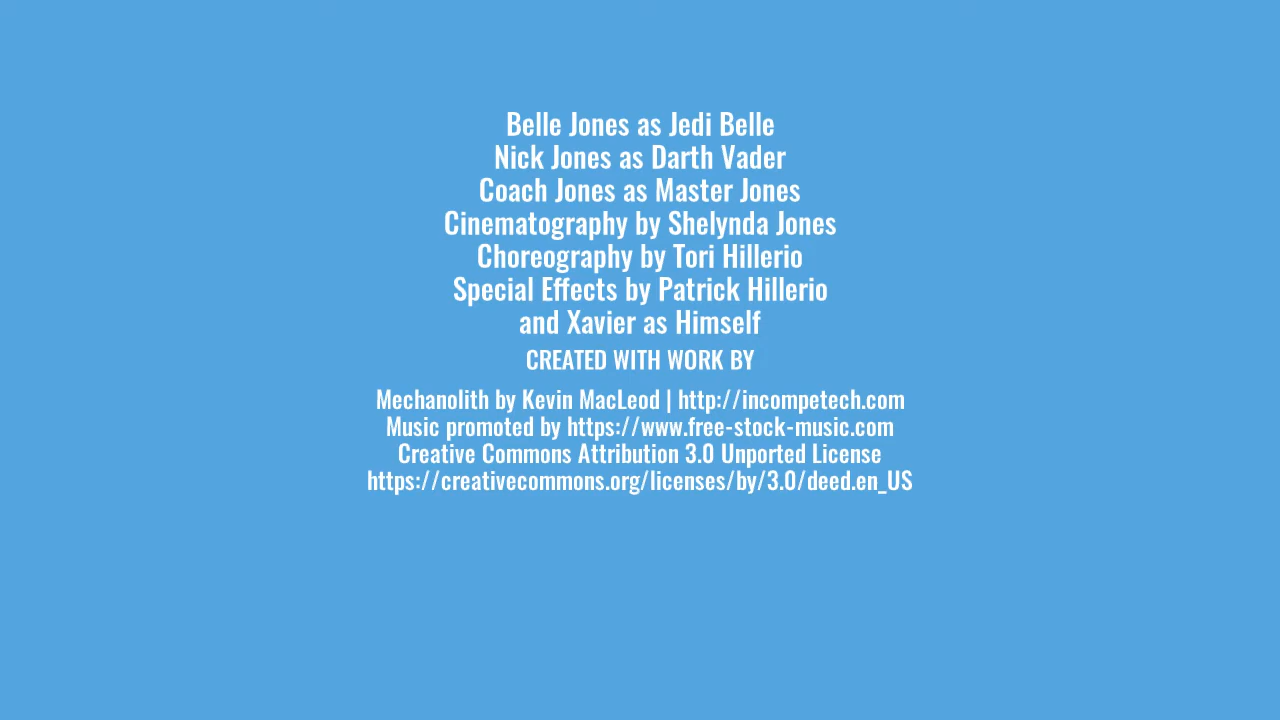 Belle Jones as Jedi Belle
Nick Jones as Darth Vader
Coach Jones as Master Jones
Cinematography by Shelynda Jones
Choreography by Tori Hillerio
Special Effects by Patrick Hillerio
and Xavier as Himself
CREATED WITH WORK BY
Mechanolith by Kevin MacLeod | http://incompetech.com
Music promoted by https://www.free-stock-music.com
Creative Commons Attribution 3.0 Unported License
https://creativecommons.org/licenses/by/3.0/deed.en_US